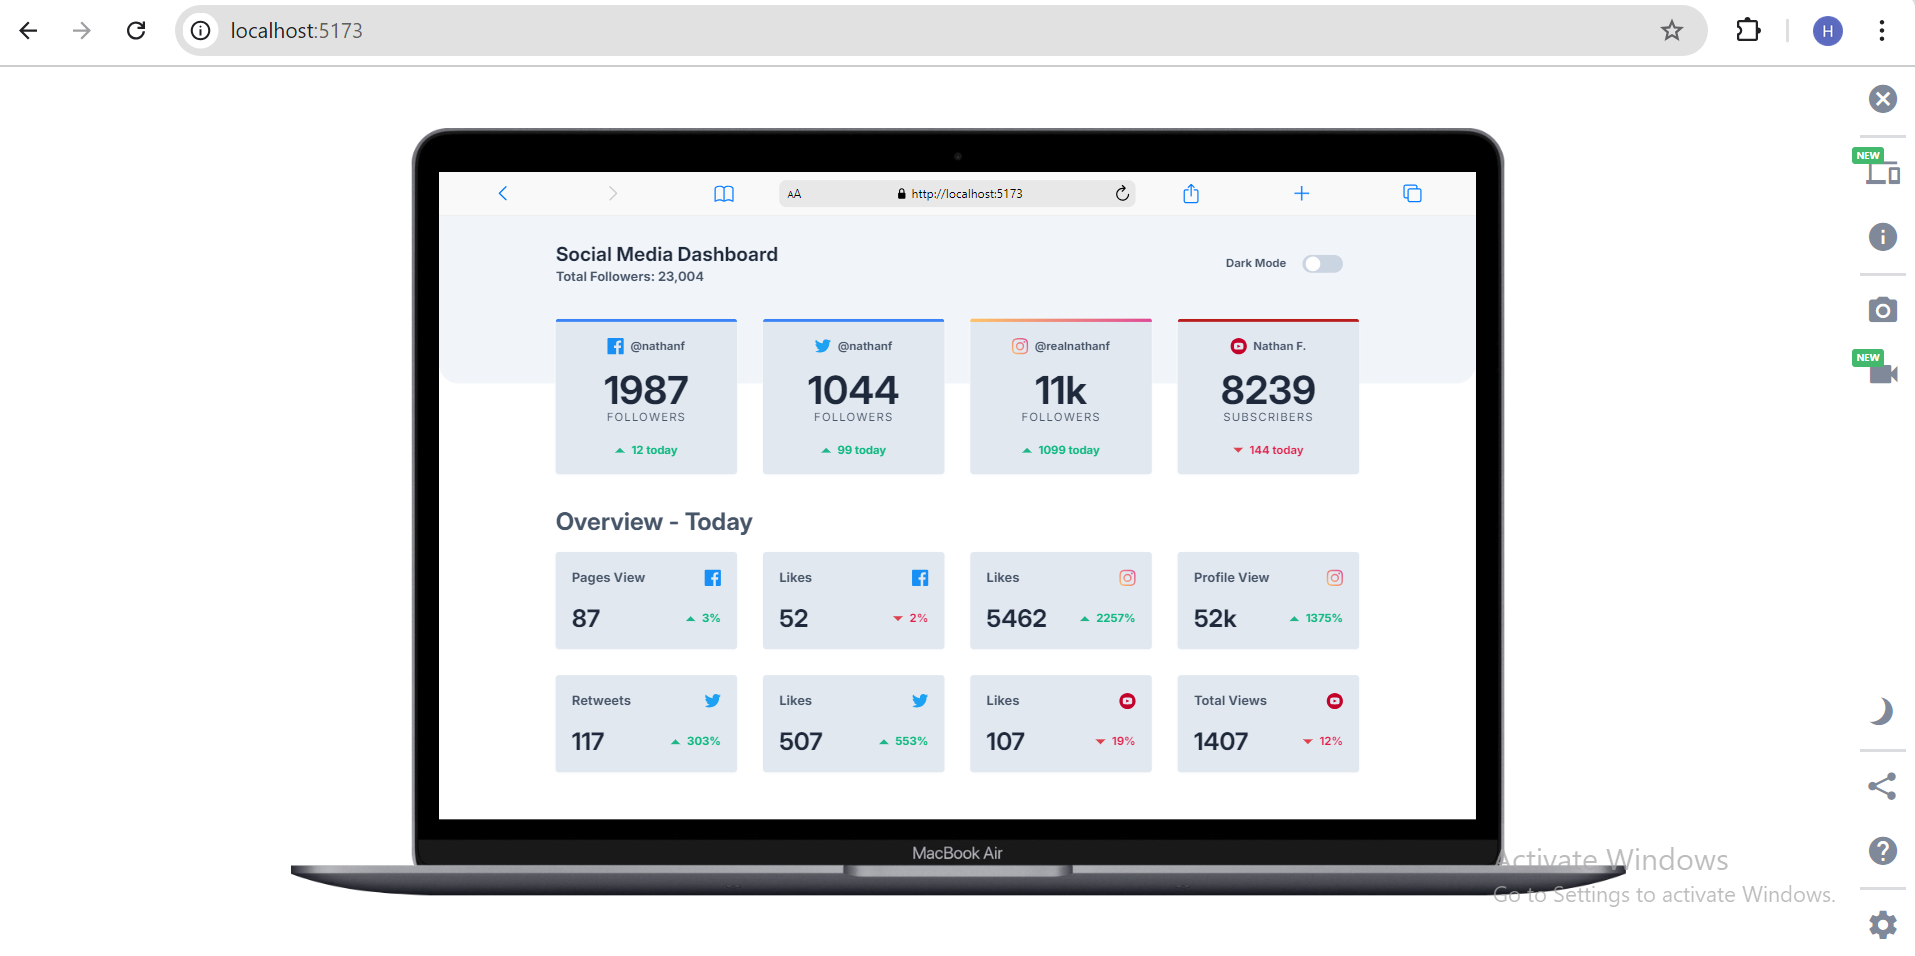 localhost:5173
H
NEW
AA
http://localhost:5173
Social Media Dashboard
Total Followers: 23,004
Dark Mode
@nathanf
@nathanf
@realnathanf
Nathan F.
1987
1044
11k
8239
FOLLOWERS
FOLLOWERS
FOLLOWERS
SUBSCRIBERS
12 today
99 today
1099 today
144 today
NEW
Overview - Today
Pages View
Likes
Likes
Profile View
87
3%
52
2%
5462
2257%
52k
1375%
Retweets
Likes
Likes
Total Views
117
303%
507
553%
107
19%
1407
12%
MacBook Air
Activate Windows
Go to Settings to activate Windows.